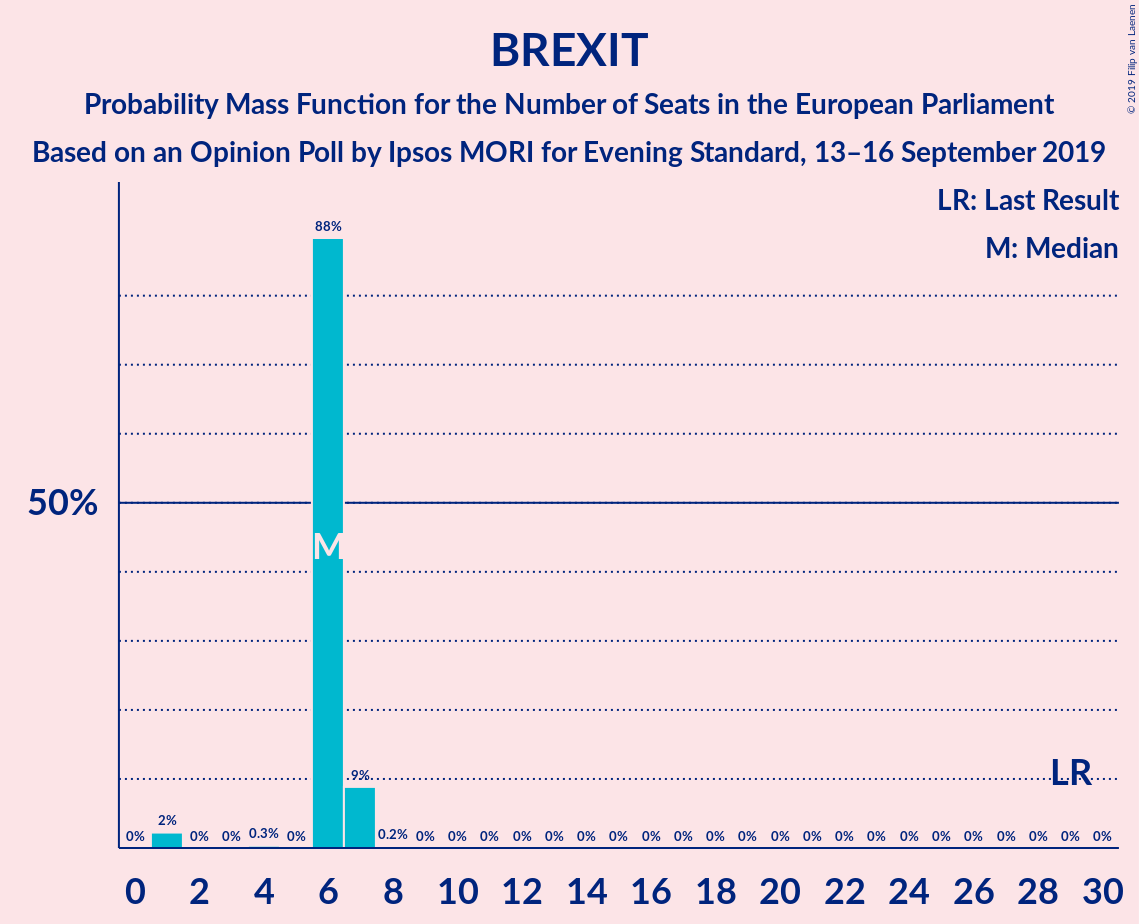 BREXIT
Probability Mass Function for the Number of Seats in the European Parliament
Based on an Opinion Poll by Ipsos MORI for Evening Standard, 13–16 September 2019
© 2019 Filip van Laenen
LR: Last Result
M: Median
50%
88%
M
LR
0% 2% 0% 0% 0.3% 0% 9% 0.2% 0% 0% 0% 0% 0% 0% 0% 0% 0% 0% 0% 0% 0% 0% 0% 0% 0% 0% 0% 0% 0% 0%
0 2 4 6 8 10 12 14 16 18 20 22 24 26 28 30